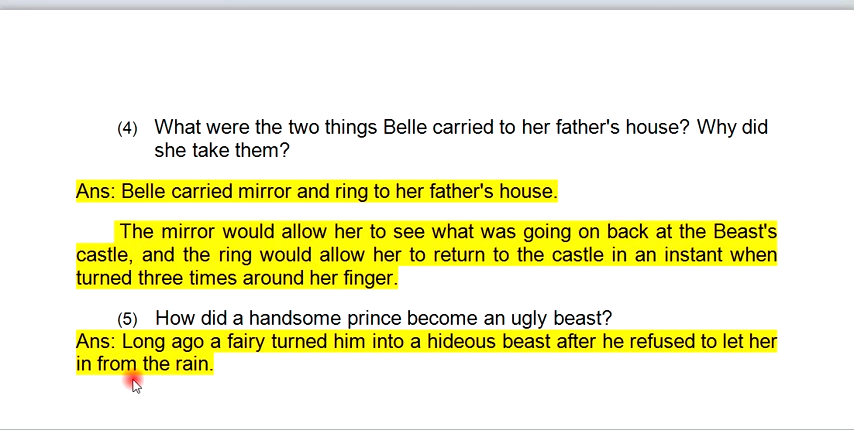 (4) What were the two things Belle carried to her father's house? Why did
she take them?
Ans: Belle carried mirror and ring to her father's house.
The mirror would allow her to see what was going on back at the Beast's
castle, and the ring would allow her to return to the castle in an instant when
turned three times around her finger.
(5) How did a handsome prince become an ugly beast?
Ans: Long ago a fairy turned him into a hideous beast after he refused to let her
in from the rain.